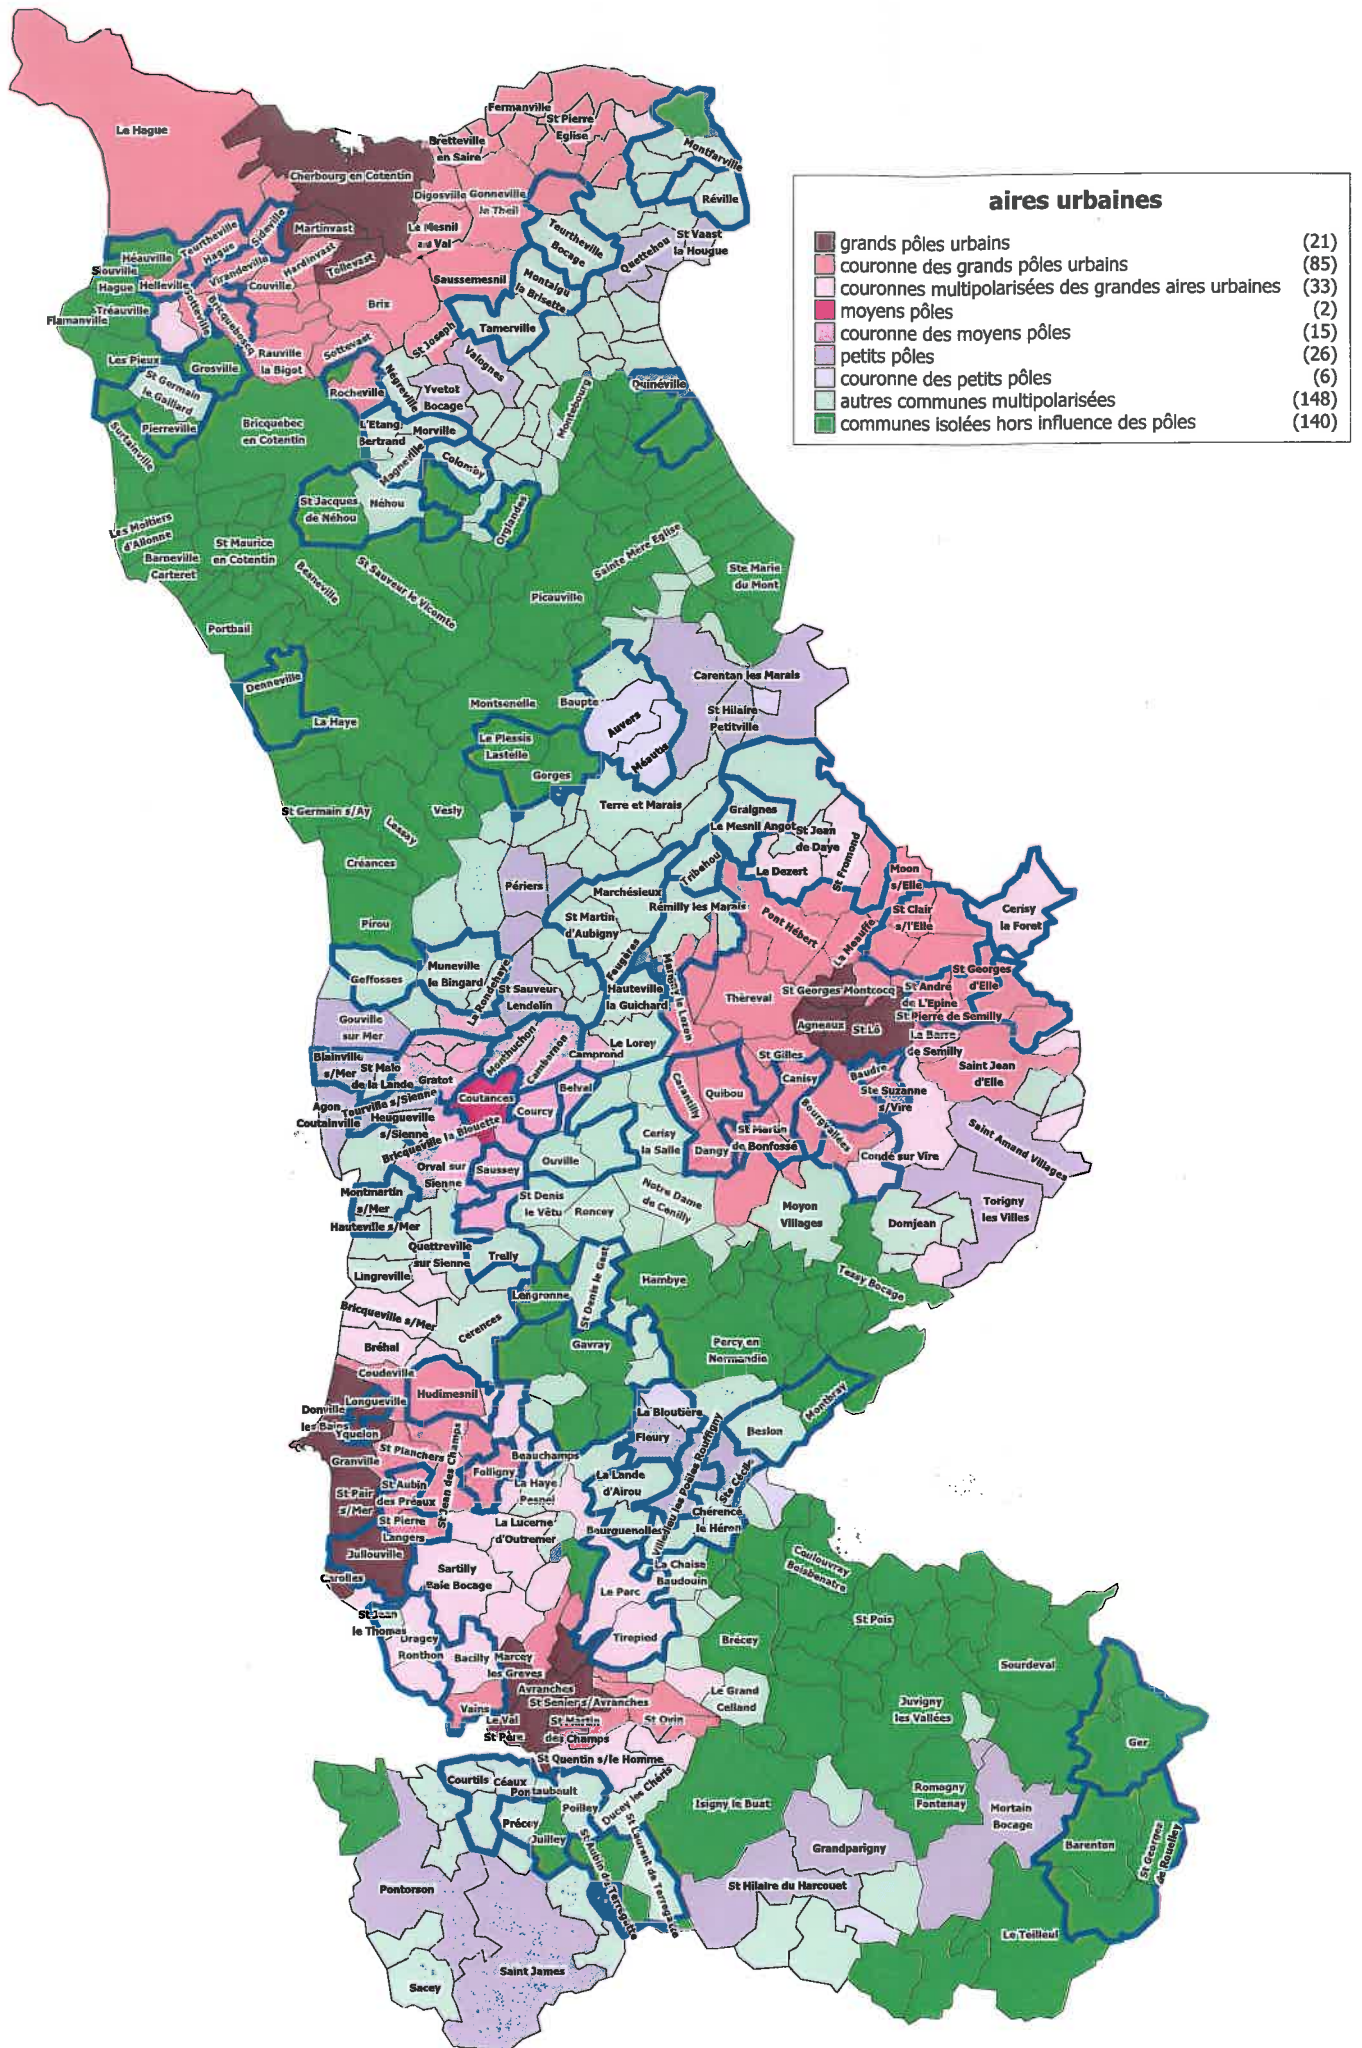 aires urbaines
grands pôles urbains (21)
couronne des grands pôles urbains (85)
couronnes multipolarisées des grandes aires urbaines (33)
moyens pôles (2)
couronne des moyens pôles (15)
petits pôles (26)
couronne des petits pôles (6)
autres communes multipolarisées (148)
communes isolées hors influence des pôles (140)
La Hague
Cherbourg en Cotentin
Fermanville
St Pierre
Eglise
Bretteville
en Saire
Montfarville
Réville
Digosville
Gonneville
le Theil
Martinvast
Le Mesnil
au Val
Teurthéville
Bocage
Quettehou
St Vaast
la Hougue
Teurtheville
Hague
Sideville
Virandeville
Hardinvast
Tollevast
Couville
Héauville
Siouville
Hague
Helleville
Saussemesnil
Montaigu
la Brisette
Brix
Tréauville
Flamanville
Bricquebosq
St Joseph
Tamerville
Les Pieux
Grosville
Rauville
la Bigot
Sottevast
Valognes
St Germain
le Gaillard
Rocheville
Négreville
Yvetot
Bocage
Montebourg
Quinéville
Pierreville
Surtainville
Bricquebec
en Cotentin
L'Etang
Bertrand
Morville
Magneville
Colomby
St Jacques
de Néhou
Néhou
Orglandes
Les Moitiers
d'Allonne
Barneville
Carteret
St Maurice
en Cotentin
Besneville
St Sauveur le Vicomte
Sainte Mère Eglise
Ste Marie
du Mont
Picauville
Portbail
Denneville
La Haye
Montsenelle
Baupte
Auvers
Méautis
Carentan les Marais
St Hilaire
Petitville
Le Plessis
Lastelle
Gorges
Terre et Marais
Graignes
Le Mesnil Angot
St Jean
de Daye
St Fromond
Le Dezert
St Germain s/Ay
Vesly
Lessay
Créances
Pirou
Périers
Marchésieux
Tribehou
Moon
s/Elle
St Clair
s/l'Elle
Cerisy
la Foret
St Martin
d'Aubigny
Rémilly les Marais
Pont Hébert
La Meauffe
Feugères
Geffosses
Muneville
le Bingard
La Rondehaye
St Sauveur
Lendelin
Hauteville
la Guichard
Marigny le Lozon
Thèreval
St Georges Montcocq
St André
de L'Epine
St Georges
d'Elle
St Pierre de Semilly
Agneaux
St Lô
La Barre
de Semilly
Saint Jean
d'Elle
Gouville
sur Mer
Blainville
s/Mer
St Malo
de la Lande
Gratot
Monthuchon
Cambernon
Camprond
Le Lorey
St Gilles
Canisy
Baudre
Ste Suzanne
s/Vire
Agon
Coutainville
Tourville s/Sienne
Heugueville
s/Sienne
Coutances
Courcy
Belval
Carantilly
Quibou
Bourgvallées
Bricqueville la Blouette
Cerisy
la Salle
Dangy
St Martin
de Bonfossé
Condé sur Vire
Saint Amand Villages
Torigny
les Villes
Montmartin
s/Mer
Hauteville s/Mer
Orval sur
Sienne
Saussey
Ouville
St Denis
le Vêtu
Roncey
Notre Dame
de Cenilly
Moyon
Villages
Domjean
Quettreville
sur Sienne
Trelly
Lingreville
Lengronne
St Denis le Gast
Hambye
Tessy Bocage
Bricqueville s/Mer
Cerences
Bréhal
Gavray
Percy en
Normandie
Coudeville
Longueville
Hudimesnil
Donville
les Bains
Yquelon
Granville
St Planchers
St Jean des Champs
La Bloutière
Fleury
Villedieu les Poëles Rouffigny
Beslon
Montbray
Ste Cécile
Beauchamps
Folligny
La Haye
Pesnel
La Lande
d'Airou
Chérencé
le Héron
Bourguenolles
St Pair
s/Mer
St Aubin
des Préaux
St Pierre
Langers
La Lucerne
d'Outremer
Jullouville
Carolles
Sartilly
Baie Bocage
La Chaise
Baudouin
Le Parc
Tirepied
Coulouvray
Boisbenatre
St Pois
Brécey
Sourdeval
St Jean
le Thomas
Dragey
Ronthon
Bacilly
Marcey
les Greves
Avranches
St Senier s/Avranches
Vains
Le Val
St Père
St Martin
des Champs
St Ovin
Le Grand
Celland
Juvigny
les Vallées
Ger
St Quentin s/le Homme
Courtils
Céaux
Pontaubault
Poilley
Ducey les Chéris
Précey
Juilley
St Aubin de Terregatte
St Laurent de Terregatte
Isigny le Buat
Romagny
Fontenay
Mortain
Bocage
Barenton
St Georges
de Rouelley
Grandparigny
St Hilaire du Harcouet
Pontorson
Le Teilleul
Saint James
Sacey